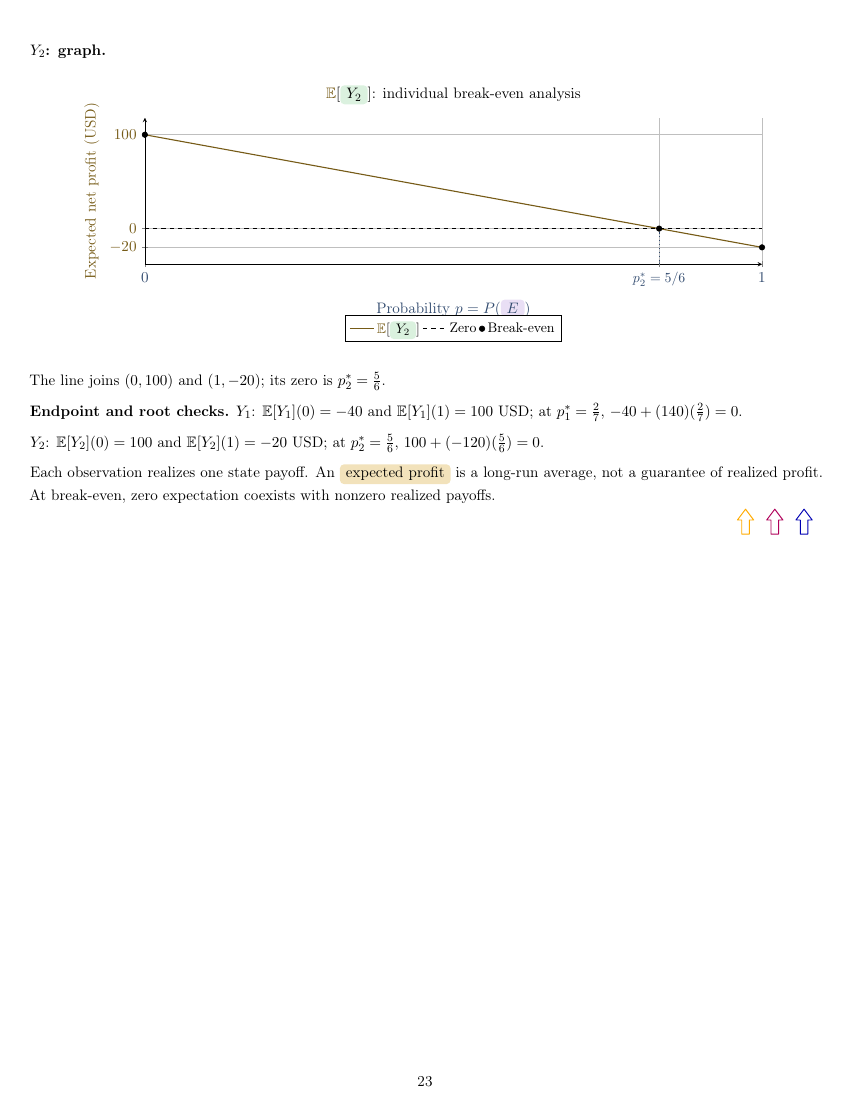 Y₂: graph.
𝔼[ Y₂ ]: individual break-even analysis
Expected net profit (USD)
100
0
−20
0
p₂* = 5/6
1
Probability p = P( E )
𝔼[ Y₂ ] Zero Break-even
The line joins (0, 100) and (1, −20); its zero is p₂* = 5/6.
Endpoint and root checks. Y₁: 𝔼[Y₁](0) = −40 and 𝔼[Y₁](1) = 100 USD; at p₁* = 2/7, −40 + (140)(2/7) = 0.
Y₂: 𝔼[Y₂](0) = 100 and 𝔼[Y₂](1) = −20 USD; at p₂* = 5/6, 100 + (−120)(5/6) = 0.
Each observation realizes one state payoff. An expected profit is a long-run average, not a guarantee of realized profit.
At break-even, zero expectation coexists with nonzero realized payoffs.
23